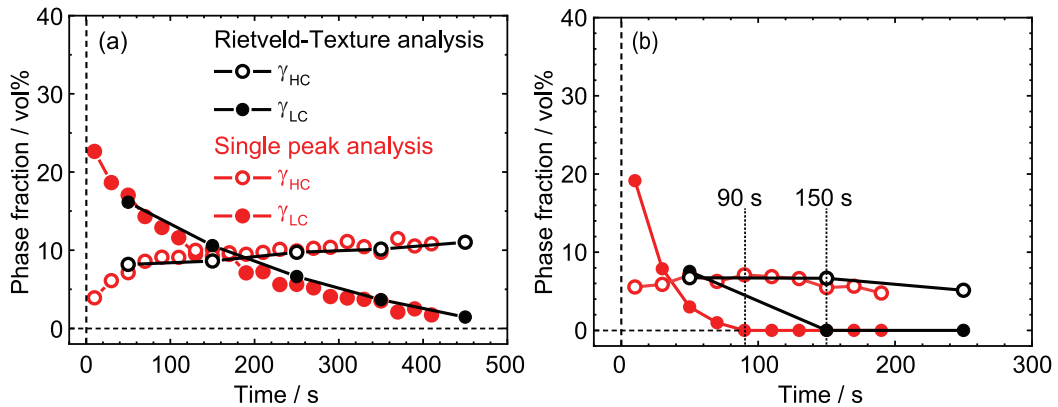 (a)
Rietveld-Texture analysis
γHC
γLC
Single peak analysis
γHC
γLC
40
30
20
10
0
Phase fraction / vol%
0 100 200 300 400 500
Time / s
(b)
90 s 150 s
40
30
20
10
0
Phase fraction / vol%
0 100 200 300
Time / s